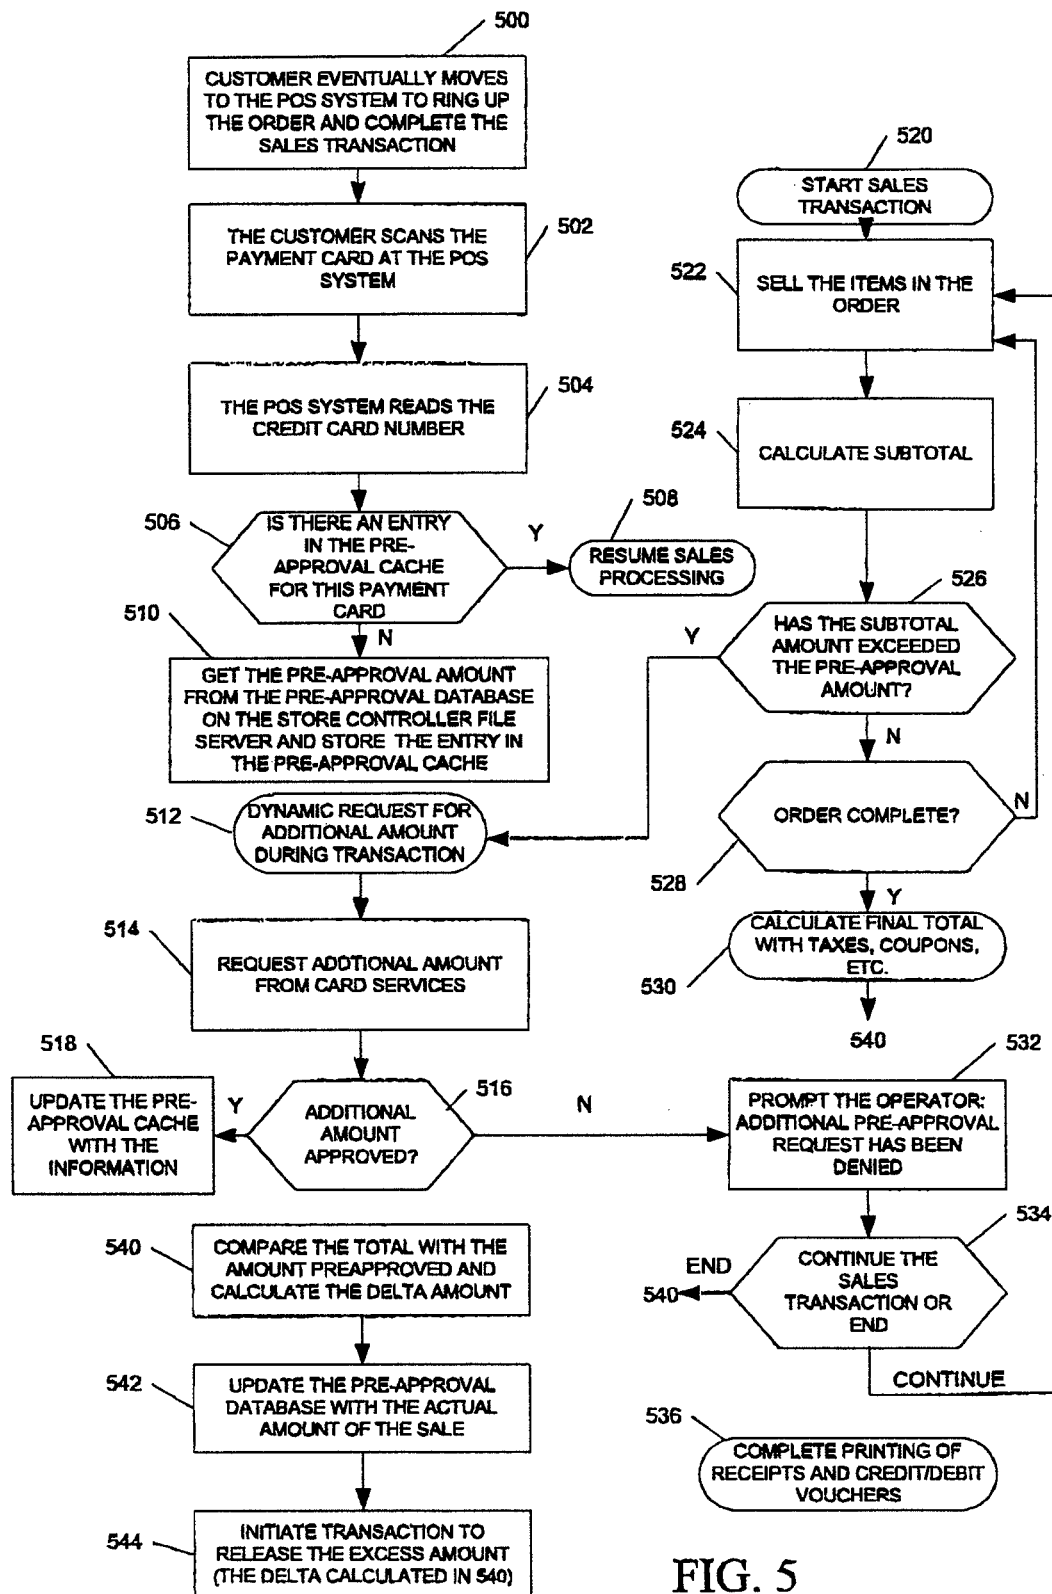 500
CUSTOMER EVENTUALLY MOVES
TO THE POS SYSTEM TO RING UP
THE ORDER AND COMPLETE THE
SALES TRANSACTION
502
THE CUSTOMER SCANS THE
PAYMENT CARD AT THE POS
SYSTEM
504
THE POS SYSTEM READS THE
CREDIT CARD NUMBER
506
IS THERE AN ENTRY
IN THE PRE-
APPROVAL CACHE
FOR THIS PAYMENT
CARD
Y
508
RESUME SALES
PROCESSING
N
510
GET THE PRE-APPROVAL AMOUNT
FROM THE PRE-APPROVAL DATABASE
ON THE STORE CONTROLLER FILE
SERVER AND STORE THE ENTRY IN
THE PRE-APPROVAL CACHE
512
DYNAMIC REQUEST FOR
ADDITIONAL AMOUNT
DURING TRANSACTION
514
REQUEST ADDTIONAL AMOUNT
FROM CARD SERVICES
516
ADDITIONAL
AMOUNT
APPROVED?
Y
N
518
UPDATE THE PRE-
APPROVAL CACHE
WITH THE
INFORMATION
520
START SALES
TRANSACTION
522
SELL THE ITEMS IN THE
ORDER
524
CALCULATE SUBTOTAL
526
HAS THE SUBTOTAL
AMOUNT EXCEEDED
THE PRE-APPROVAL
AMOUNT?
Y
N
528
ORDER COMPLETE?
N
Y
530
CALCULATE FINAL TOTAL
WITH TAXES, COUPONS,
ETC.
540
532
PROMPT THE OPERATOR:
ADDITIONAL PRE-APPROVAL
REQUEST HAS BEEN
DENIED
534
CONTINUE THE
SALES
TRANSACTION OR
END
END
540
CONTINUE
536
COMPLETE PRINTING OF
RECEIPTS AND CREDIT/DEBIT
VOUCHERS
540
COMPARE THE TOTAL WITH THE
AMOUNT PREAPPROVED AND
CALCULATE THE DELTA AMOUNT
542
UPDATE THE PRE-APPROVAL
DATABASE WITH THE ACTUAL
AMOUNT OF THE SALE
544
INITIATE TRANSACTION TO
RELEASE THE EXCESS AMOUNT
(THE DELTA CALCULATED IN 540)
FIG. 5